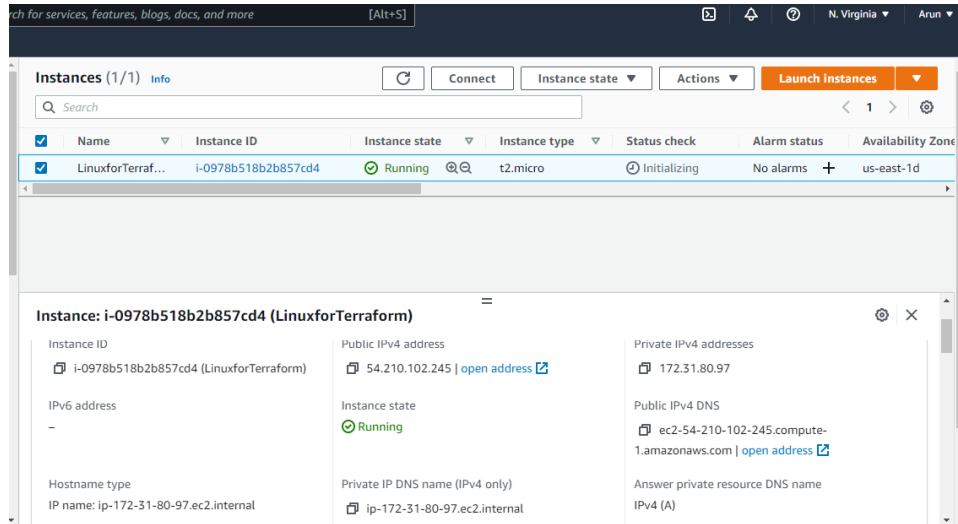 rch for services, features, blogs, docs, and more [Alt+S] N. Virginia ▼ Arun ▼
Instances (1/1) Info Connect Instance state ▼ Actions ▼ Launch instances ▼
Search 1
Name Instance ID Instance state Instance type Status check Alarm status Availability Zone
LinuxforTerraf... i-0978b518b2b857cd4 Running t2.micro Initializing No alarms + us-east-1d
Instance: i-0978b518b2b857cd4 (LinuxforTerraform)
Instance ID Public IPv4 address Private IPv4 addresses
i-0978b518b2b857cd4 (LinuxforTerraform) 54.210.102.245 | open address 172.31.80.97
IPv6 address Instance state Public IPv4 DNS
– Running ec2-54-210-102-245.compute-
1.amazonaws.com | open address
Hostname type Private IP DNS name (IPv4 only) Answer private resource DNS name
IP name: ip-172-31-80-97.ec2.internal ip-172-31-80-97.ec2.internal IPv4 (A)